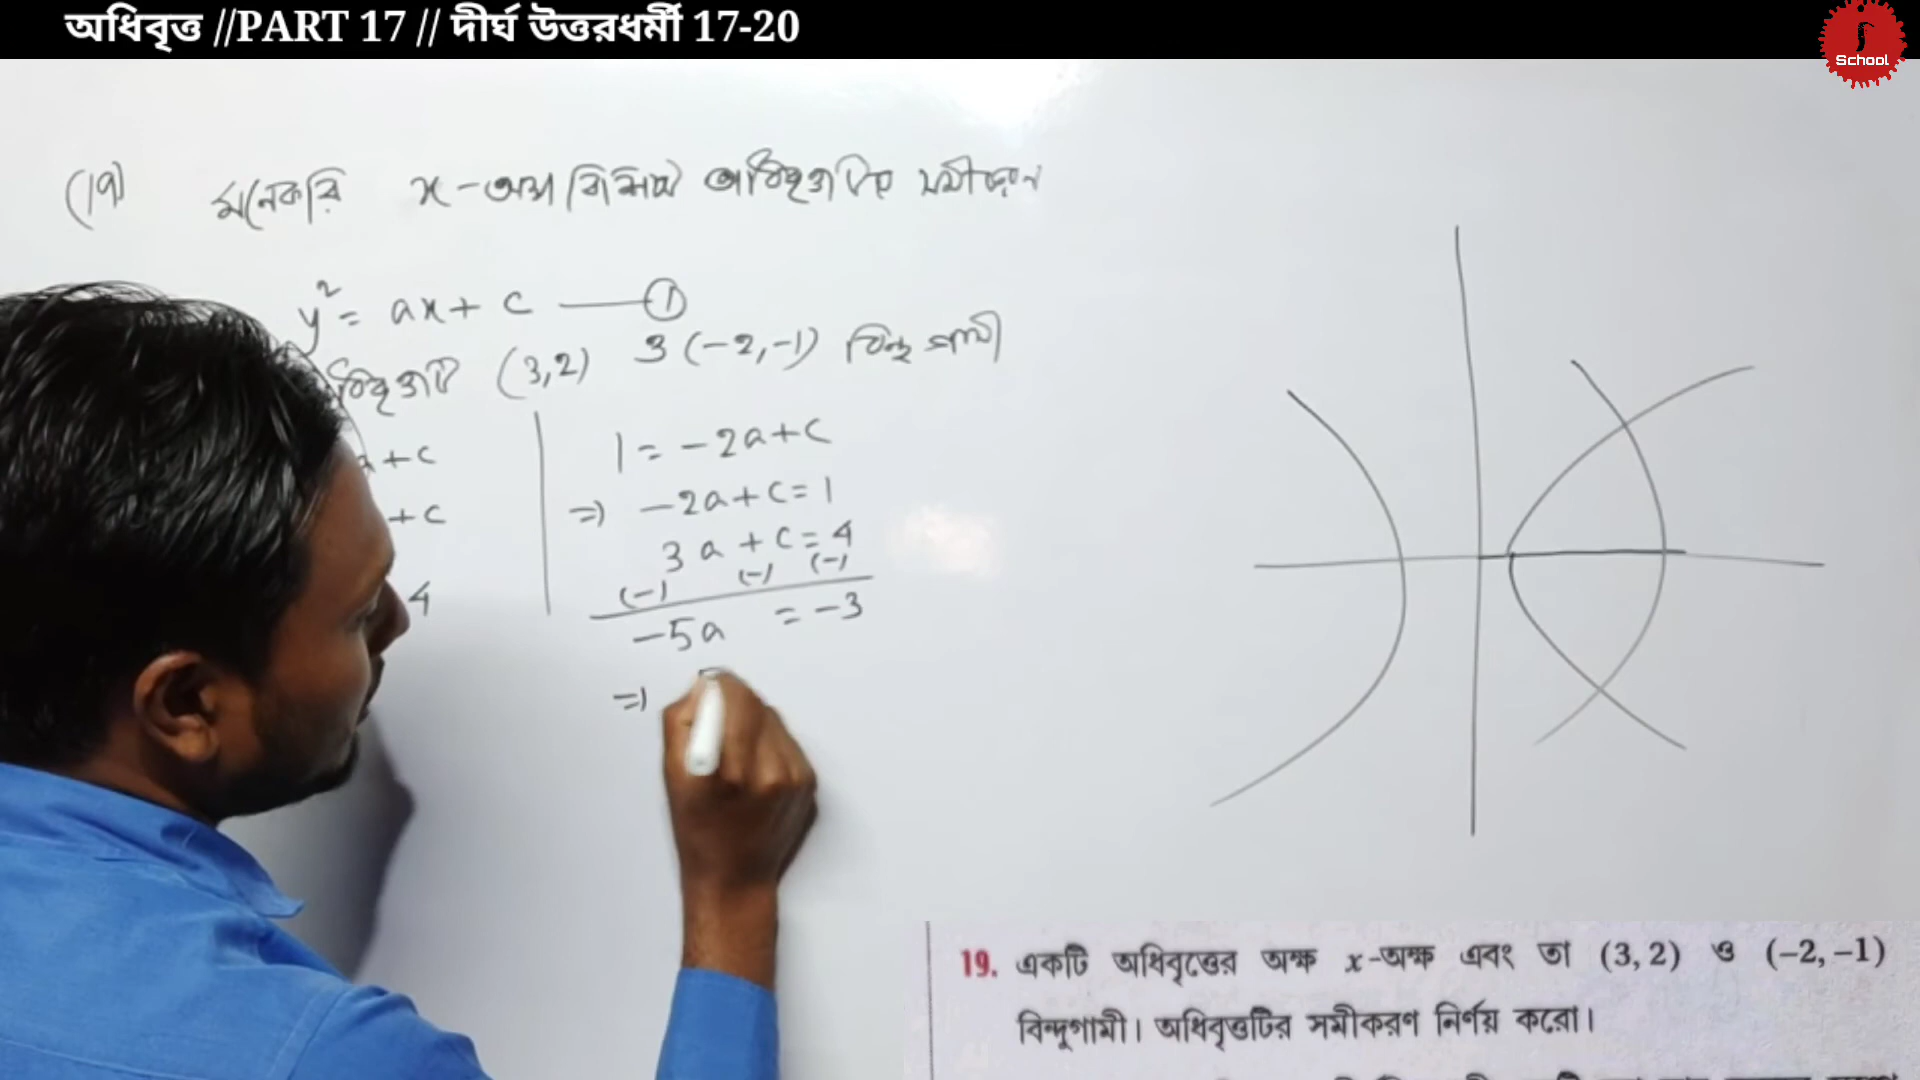 অধিবৃত্ত //PART 17 // দীর্ঘ উত্তরধর্মী 17-20
School
(19) মনেকরি x-অক্ষ বিশিষ্ট অধিবৃত্তটির সমীকরণ
y² = ax + c — ①
(3,2) ও (-2,-1) বিন্দুগামী
+c
+c
4
1 = -2a+c
⇒ -2a+c=1
3a + c = 4
(-) (-) (-)
-5a = -3
⇒
19. একটি অধিবৃত্তের অক্ষ x-অক্ষ এবং তা (3, 2) ও (-2, -1)
বিন্দুগামী। অধিবৃত্তটির সমীকরণ নির্ণয় করো।